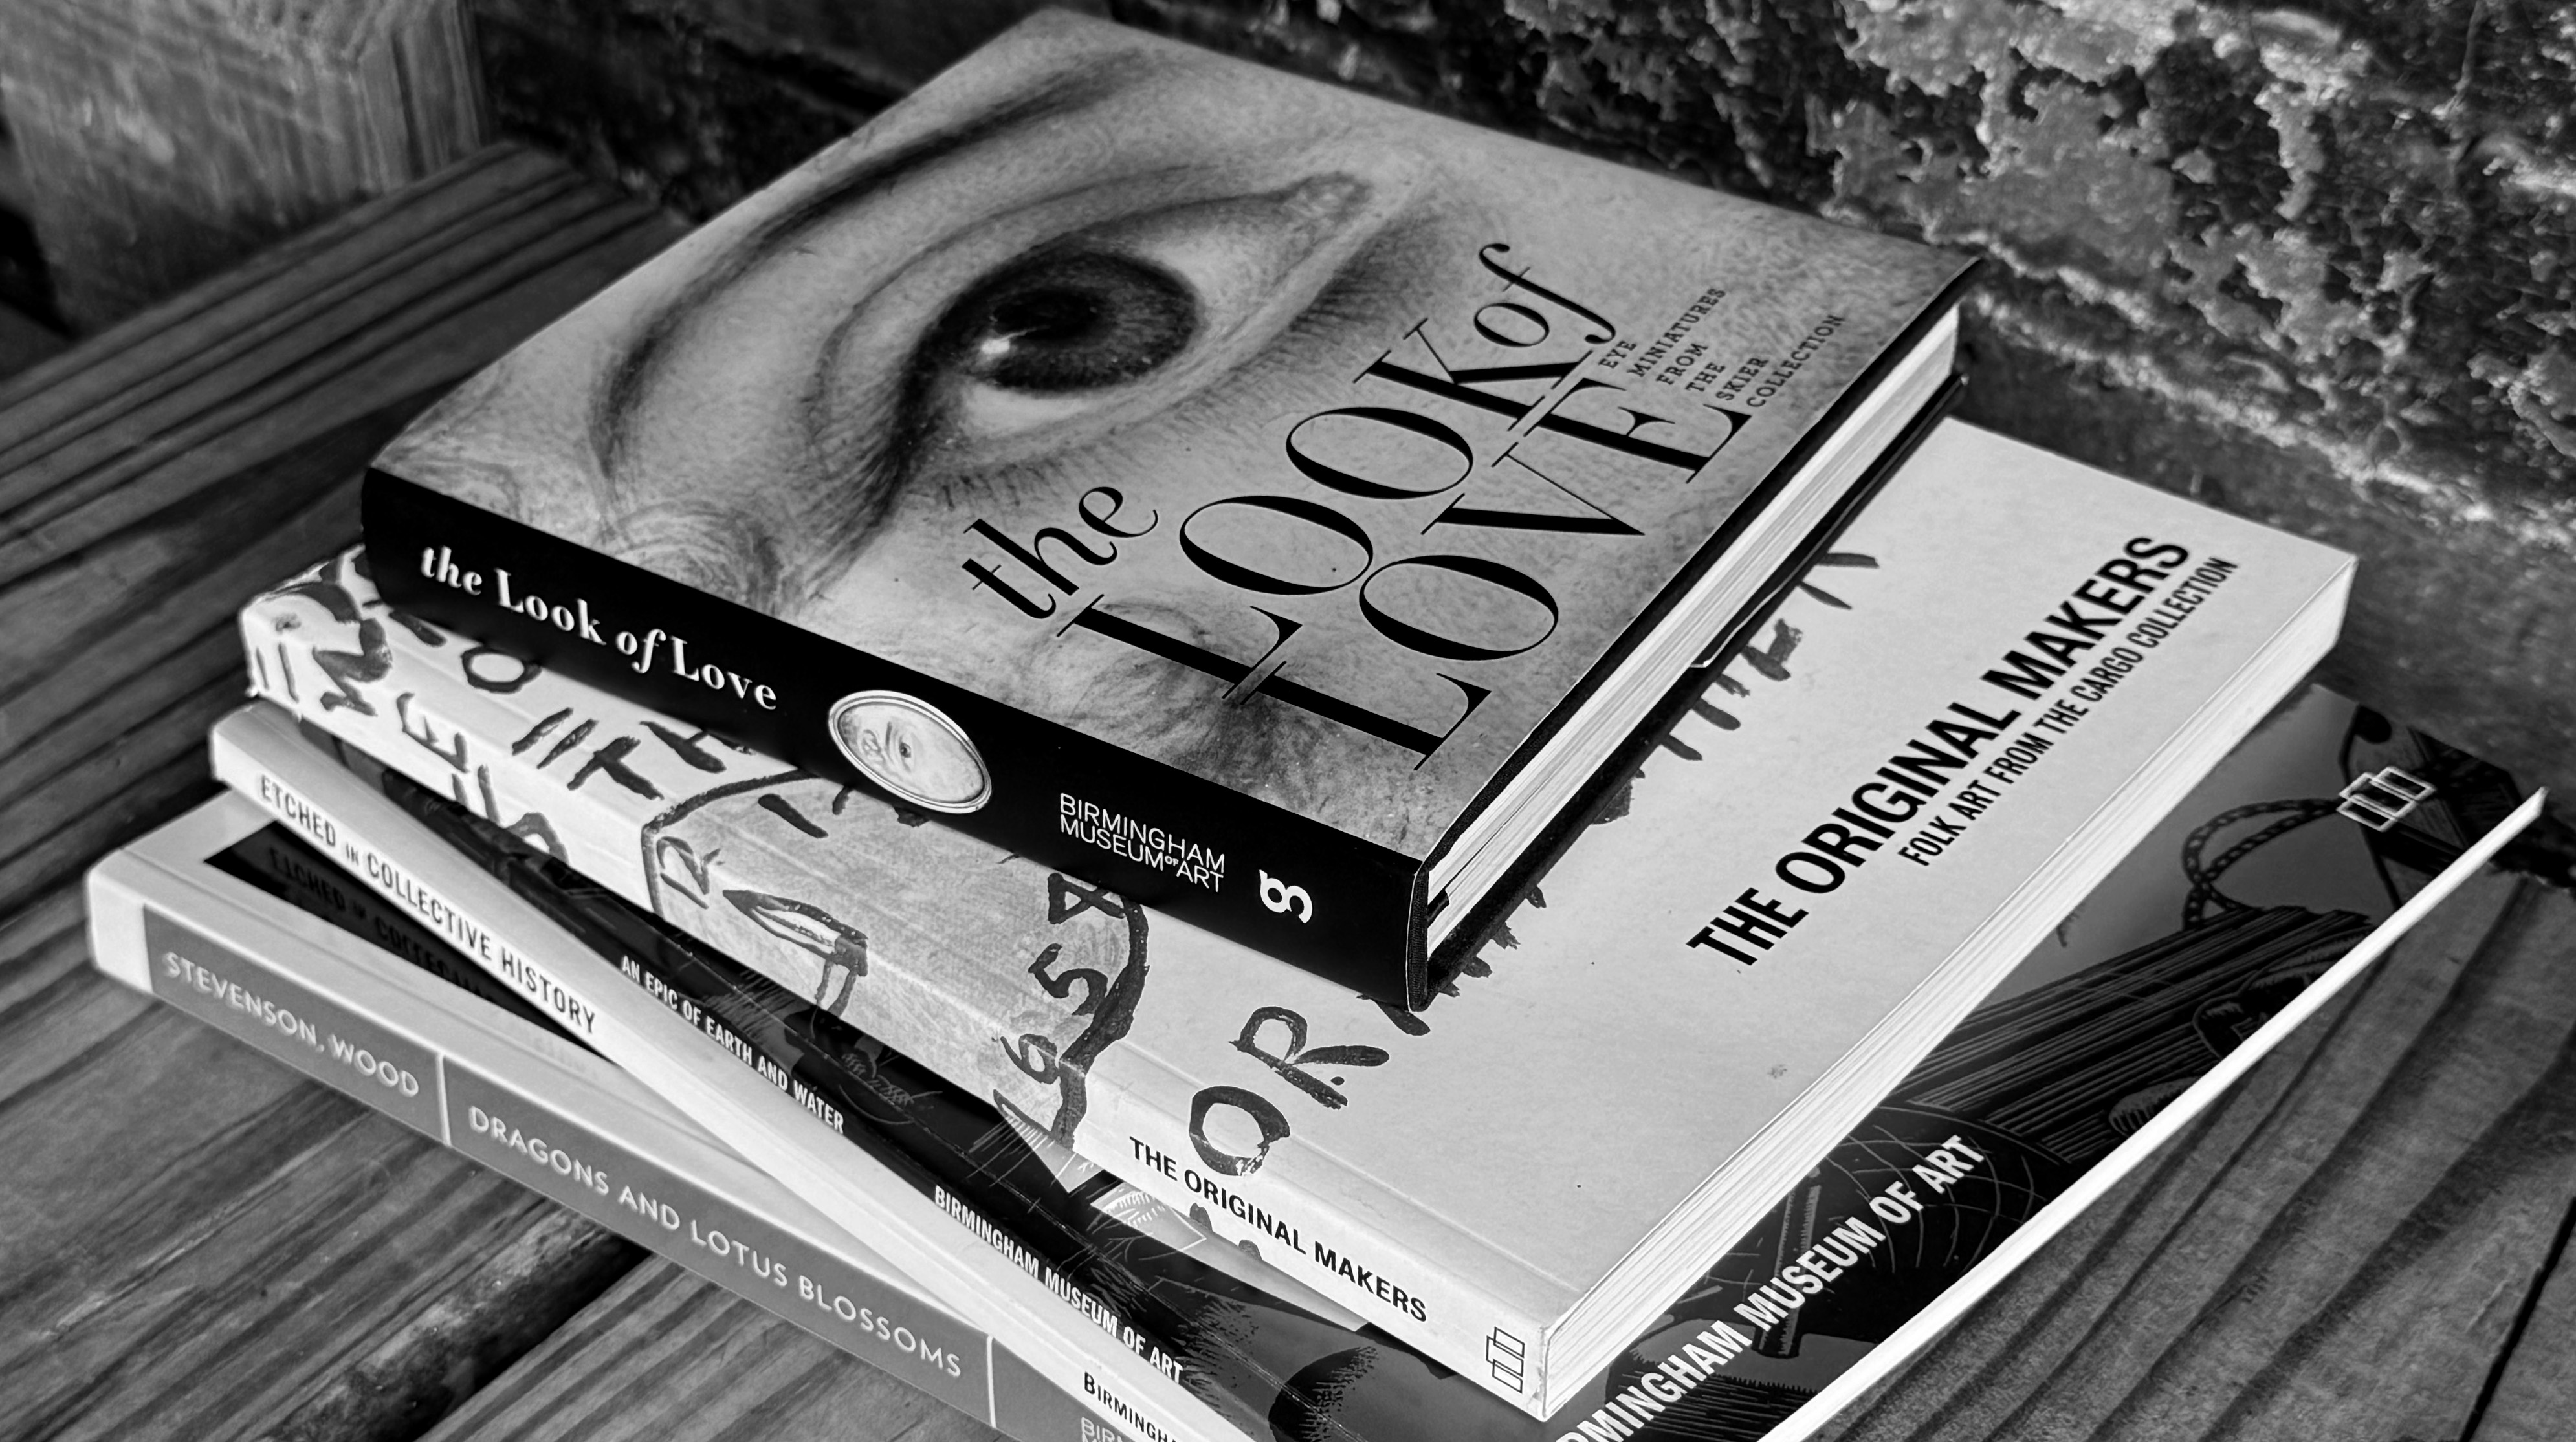 the
LOOK of
LOVE
EYE
MINIATURES
FROM
THE
SKIER
COLLECTION
the Look of Love
BIRMINGHAM
MUSEUM OF ART
THE ORIGINAL MAKERS
FOLK ART FROM THE CARGO COLLECTION
OR
1658
THE ORIGINAL MAKERS
AN EPIC OF EARTH AND WATER
BIRMINGHAM MUSEUM OF ART
MUSEUM OF ART
ETCHED IN COLLECTIVE HISTORY
STEVENSON, WOOD
DRAGONS AND LOTUS BLOSSOMS